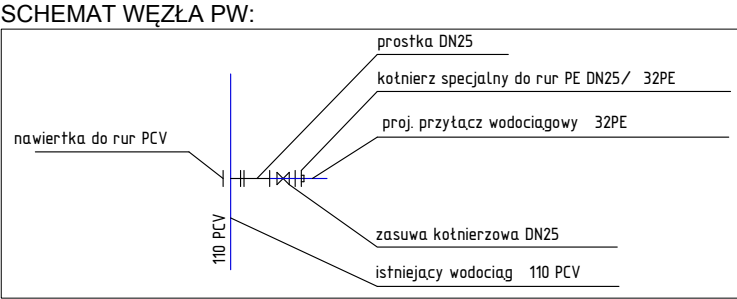 SCHEMAT WĘZŁA PW:
prostka DN25
kołnierz specjalny do rur PE DN25/ 32PE
proj. przyłącz wodociągowy 32PE
nawiertka do rur PCV
110 PCV
zasuwa kołnierzowa DN25
istniejący wodociąg 110 PCV